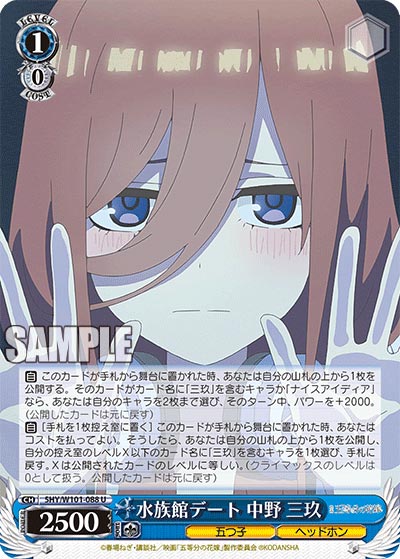 LEVEL
1
0
COST
SAMPLE
自 このカードが手札から舞台に置かれた時、あなたは自分の山札の上から1枚を
公開する。そのカードがカード名に「三玖」を含むキャラか「ナイスアイディア」
なら、あなたは自分のキャラを2枚まで選び、そのターン中、パワーを+2000。
(公開したカードは元に戻す)
自 [手札を1枚控え室に置く] このカードが手札から舞台に置かれた時、あなたは
コストを払ってよい。そうしたら、あなたは自分の山札の上から1枚を公開し、
自分の控え室のレベルX以下のカード名に「三玖」を含むキャラを1枚選び、手札に
戻す。Xは公開されたカードのレベルに等しい。(クライマックスのレベルは0
として扱う。公開したカードは元に戻す)
CH 5HY/W101-088 U
水族館デート 中野 三玖
2500
五つ子 ヘッドホン
©春場ねぎ・講談社/映画「五等分の花嫁」製作委員会 ©KODANSHA